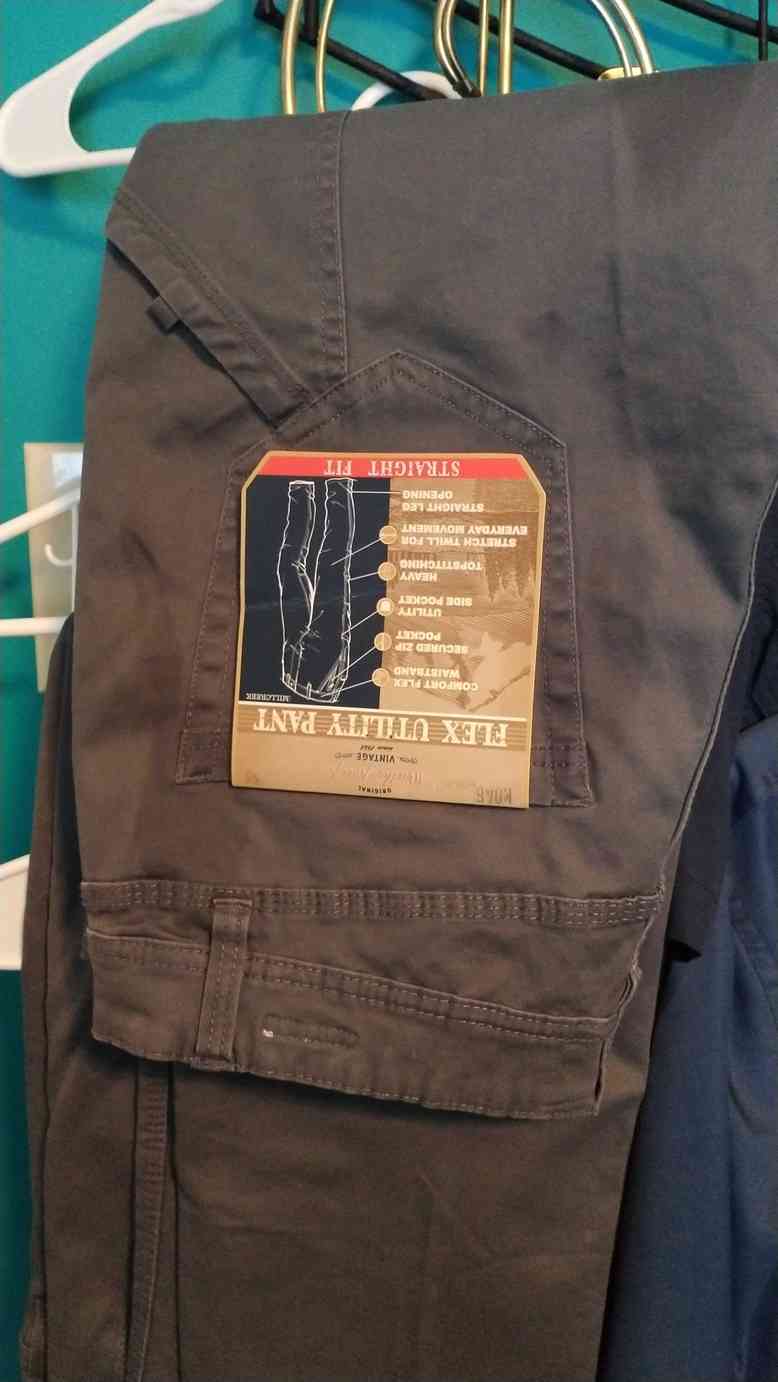 ORIGINAL
VINTAGE
FLEX UTILITY PANT
COMFORT FLEX
WAISTBAND
MILLCREEK
SECURED ZIP
POCKET
UTILITY
SIDE POCKET
HEAVY
TOPSTITCHING
STRETCH TWILL FOR
EVERYDAY MOVEMENT
STRAIGHT LEG
OPENING
STRAIGHT FIT